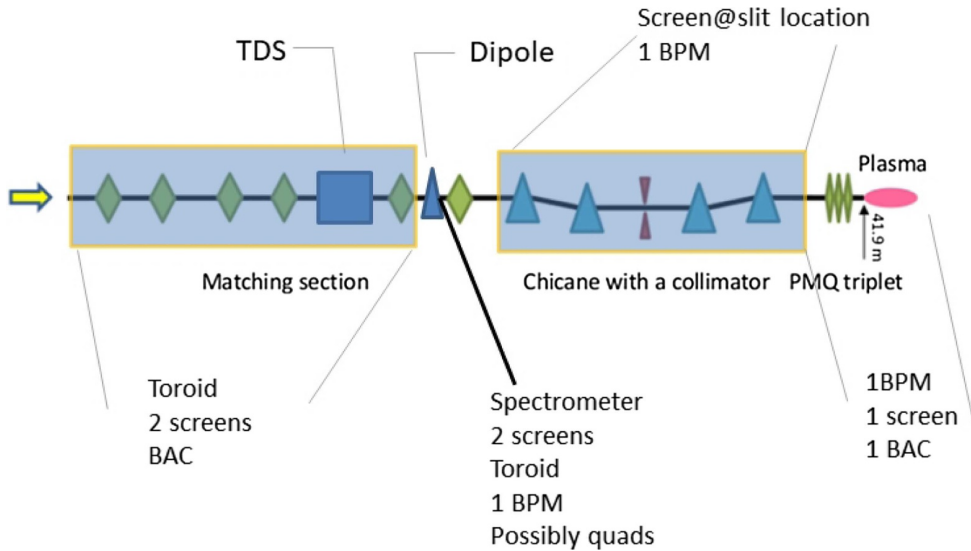 Screen@slit location
1 BPM
TDS
Dipole
Plasma
41.9 m
Matching section
Chicane with a collimator
PMQ triplet
Toroid
2 screens
BAC
Spectrometer
2 screens
Toroid
1 BPM
Possibly quads
1BPM
1 screen
1 BAC